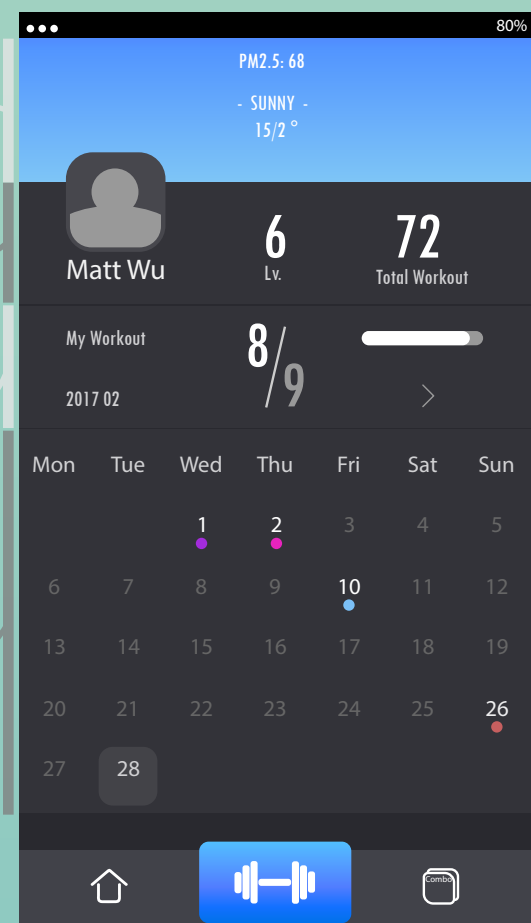 80%
PM2.5: 68
- SUNNY -
15/2 °
6 72
Matt Wu Lv. Total Workout
My Workout 8/9
2017 02
Mon Tue Wed Thu Fri Sat Sun
1 2 3 4 5
6 7 8 9 10 11 12
13 14 15 16 17 18 19
20 21 22 23 24 25 26
27 28
Combo